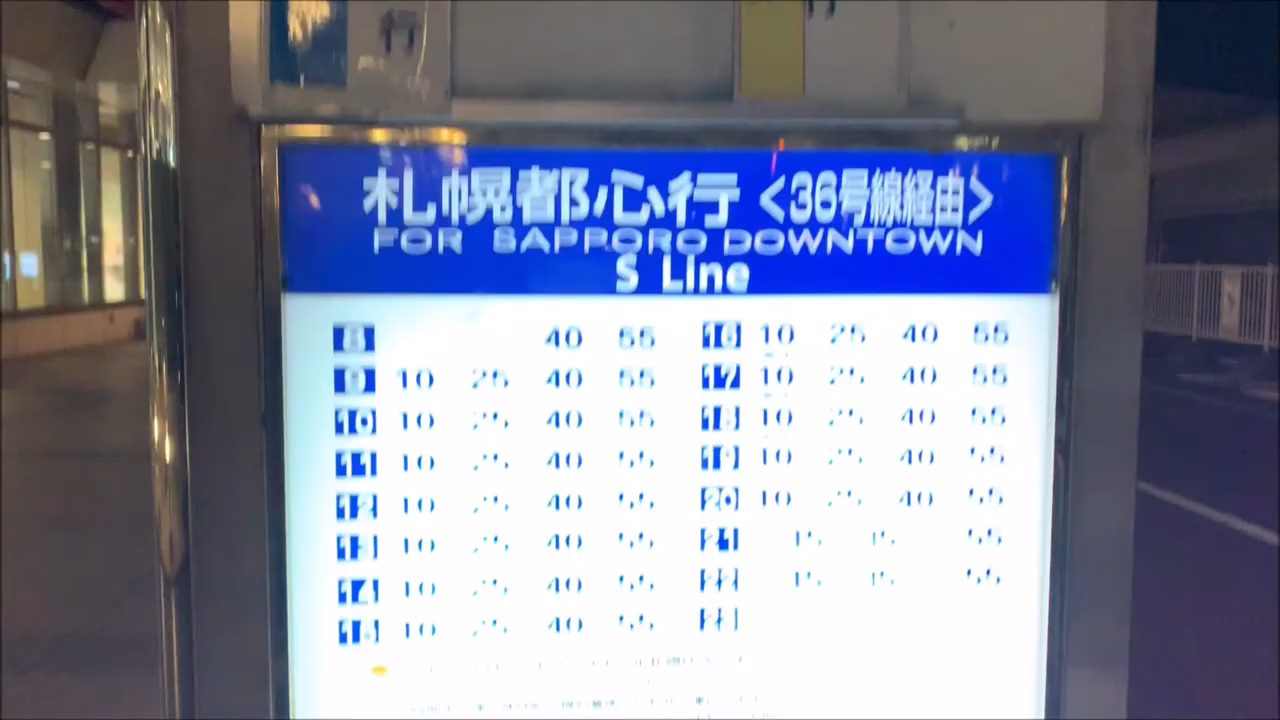 札幌都心行 <36号線経由>
FOR SAPPORO DOWNTOWN
S Line
8 40 55
9 10 25 40 55
10 10 25 40 55
11 10 25 40 55
12 10 25 40 55
13 10 25 40 55
14 10 25 40 55
15 10 25 40 55
16 10 25 40 55
17 10 25 40 55
18 10 25 40 55
19 10 25 40 55
20 10 25 40 55
21 55
22 55
23